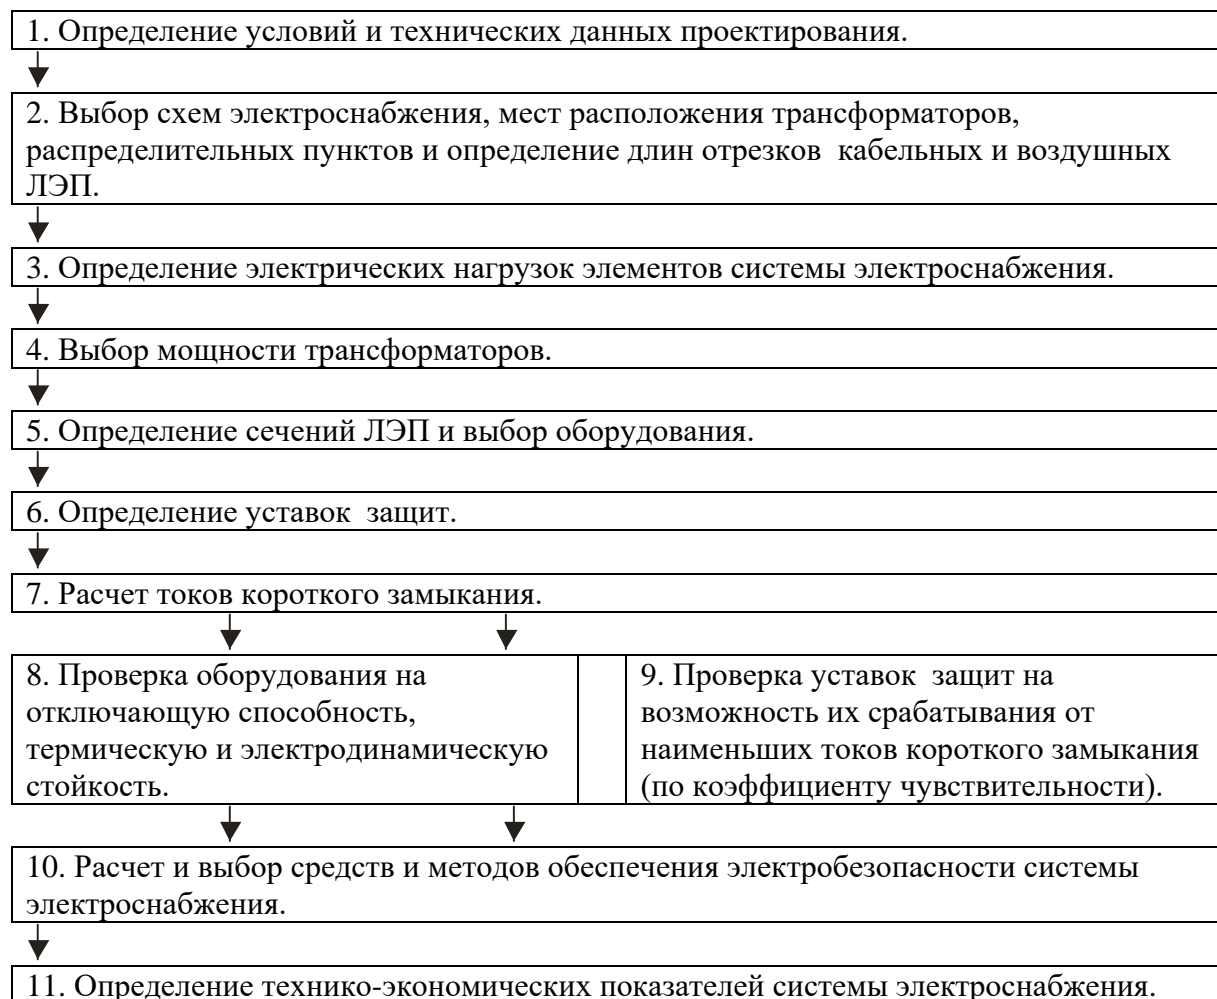 1. Определение условий и технических данных проектирования.
2. Выбор схем электроснабжения, мест расположения трансформаторов,
распределительных пунктов и определение длин отрезков кабельных и воздушных
ЛЭП.
3. Определение электрических нагрузок элементов системы электроснабжения.
4. Выбор мощности трансформаторов.
5. Определение сечений ЛЭП и выбор оборудования.
6. Определение уставок защит.
7. Расчет токов короткого замыкания.
8. Проверка оборудования на
отключающую способность,
термическую и электродинамическую
стойкость.
9. Проверка уставок защит на
возможность их срабатывания от
наименьших токов короткого замыкания
(по коэффициенту чувствительности).
10. Расчет и выбор средств и методов обеспечения электробезопасности системы
электроснабжения.
11. Определение технико-экономических показателей системы электроснабжения.